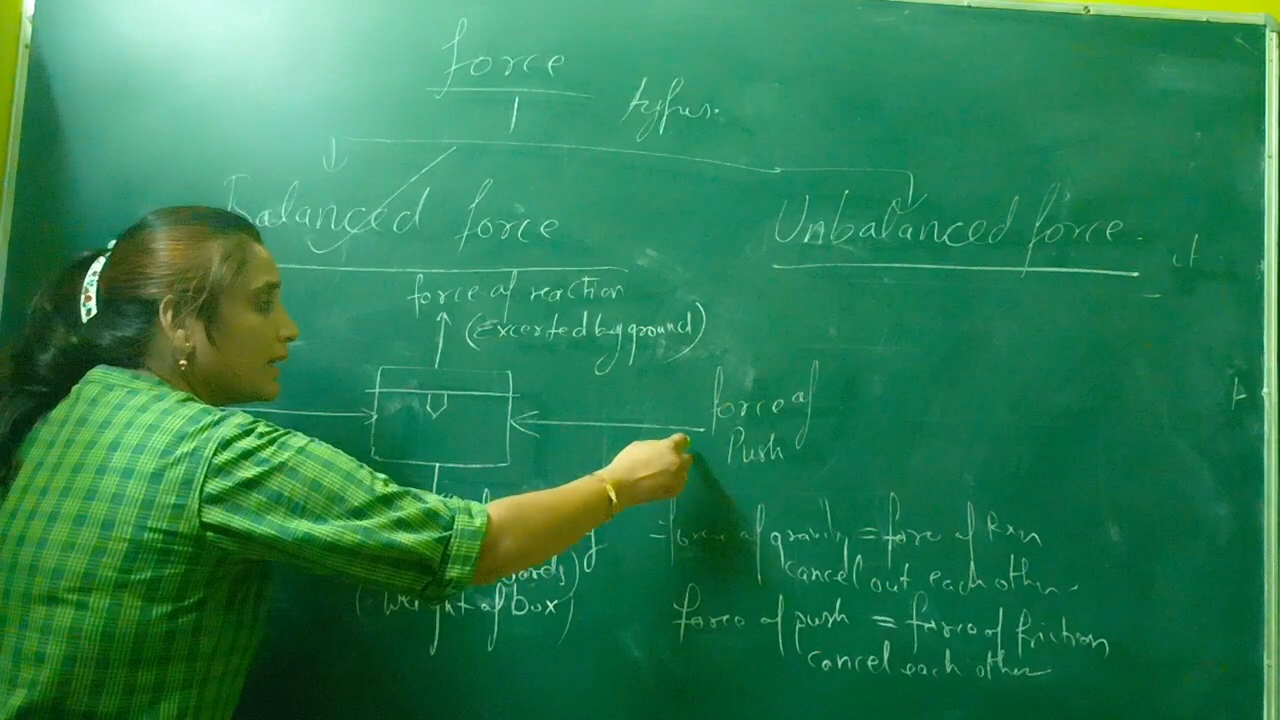 force
types.
Balanced force
Unbalanced force.
force of reaction
(Excerted by ground)
force of
Push
-force of gravity = force of Rxn
cancel out each other.
(Weight of box)
force of push = force of friction
cancel each other